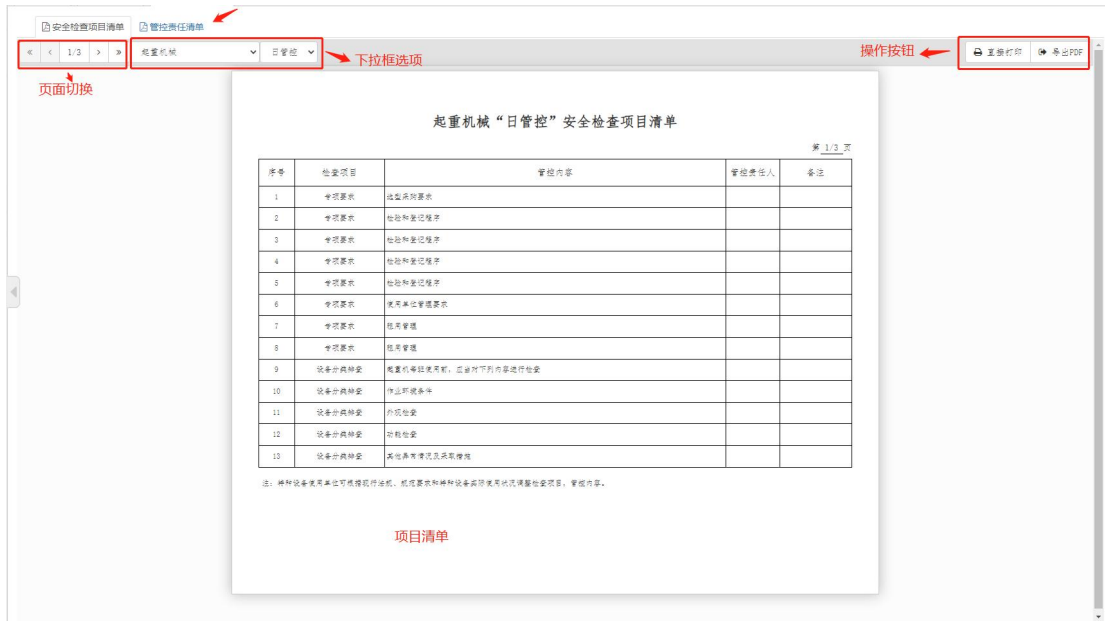 安全检查项目清单 管控责任清单
« ‹ 1/3 › » 起重机械 日管控 下拉框选项 操作按钮 直接打印 导出PDF
页面切换
起重机械“日管控”安全检查项目清单
第 1/3 页
序号 检查项目 管控内容 管控责任人 备注
1 专项要求 选型采购要求
2 专项要求 检验和登记程序
3 专项要求 检验和登记程序
4 专项要求 检验和登记程序
5 专项要求 检验和登记程序
6 专项要求 使用单位管理要求
7 专项要求 租用管理
8 专项要求 租用管理
9 设备分类排查 起重机每班使用前，应当对下列内容进行检查
10 设备分类排查 作业环境条件
11 设备分类排查 外观检查
12 设备分类排查 功能检查
13 设备分类排查 其他异常情况及采取措施
注：特种设备使用单位可根据现行法规、规范要求和特种设备实际使用状况调整检查项目、管控内容。
项目清单